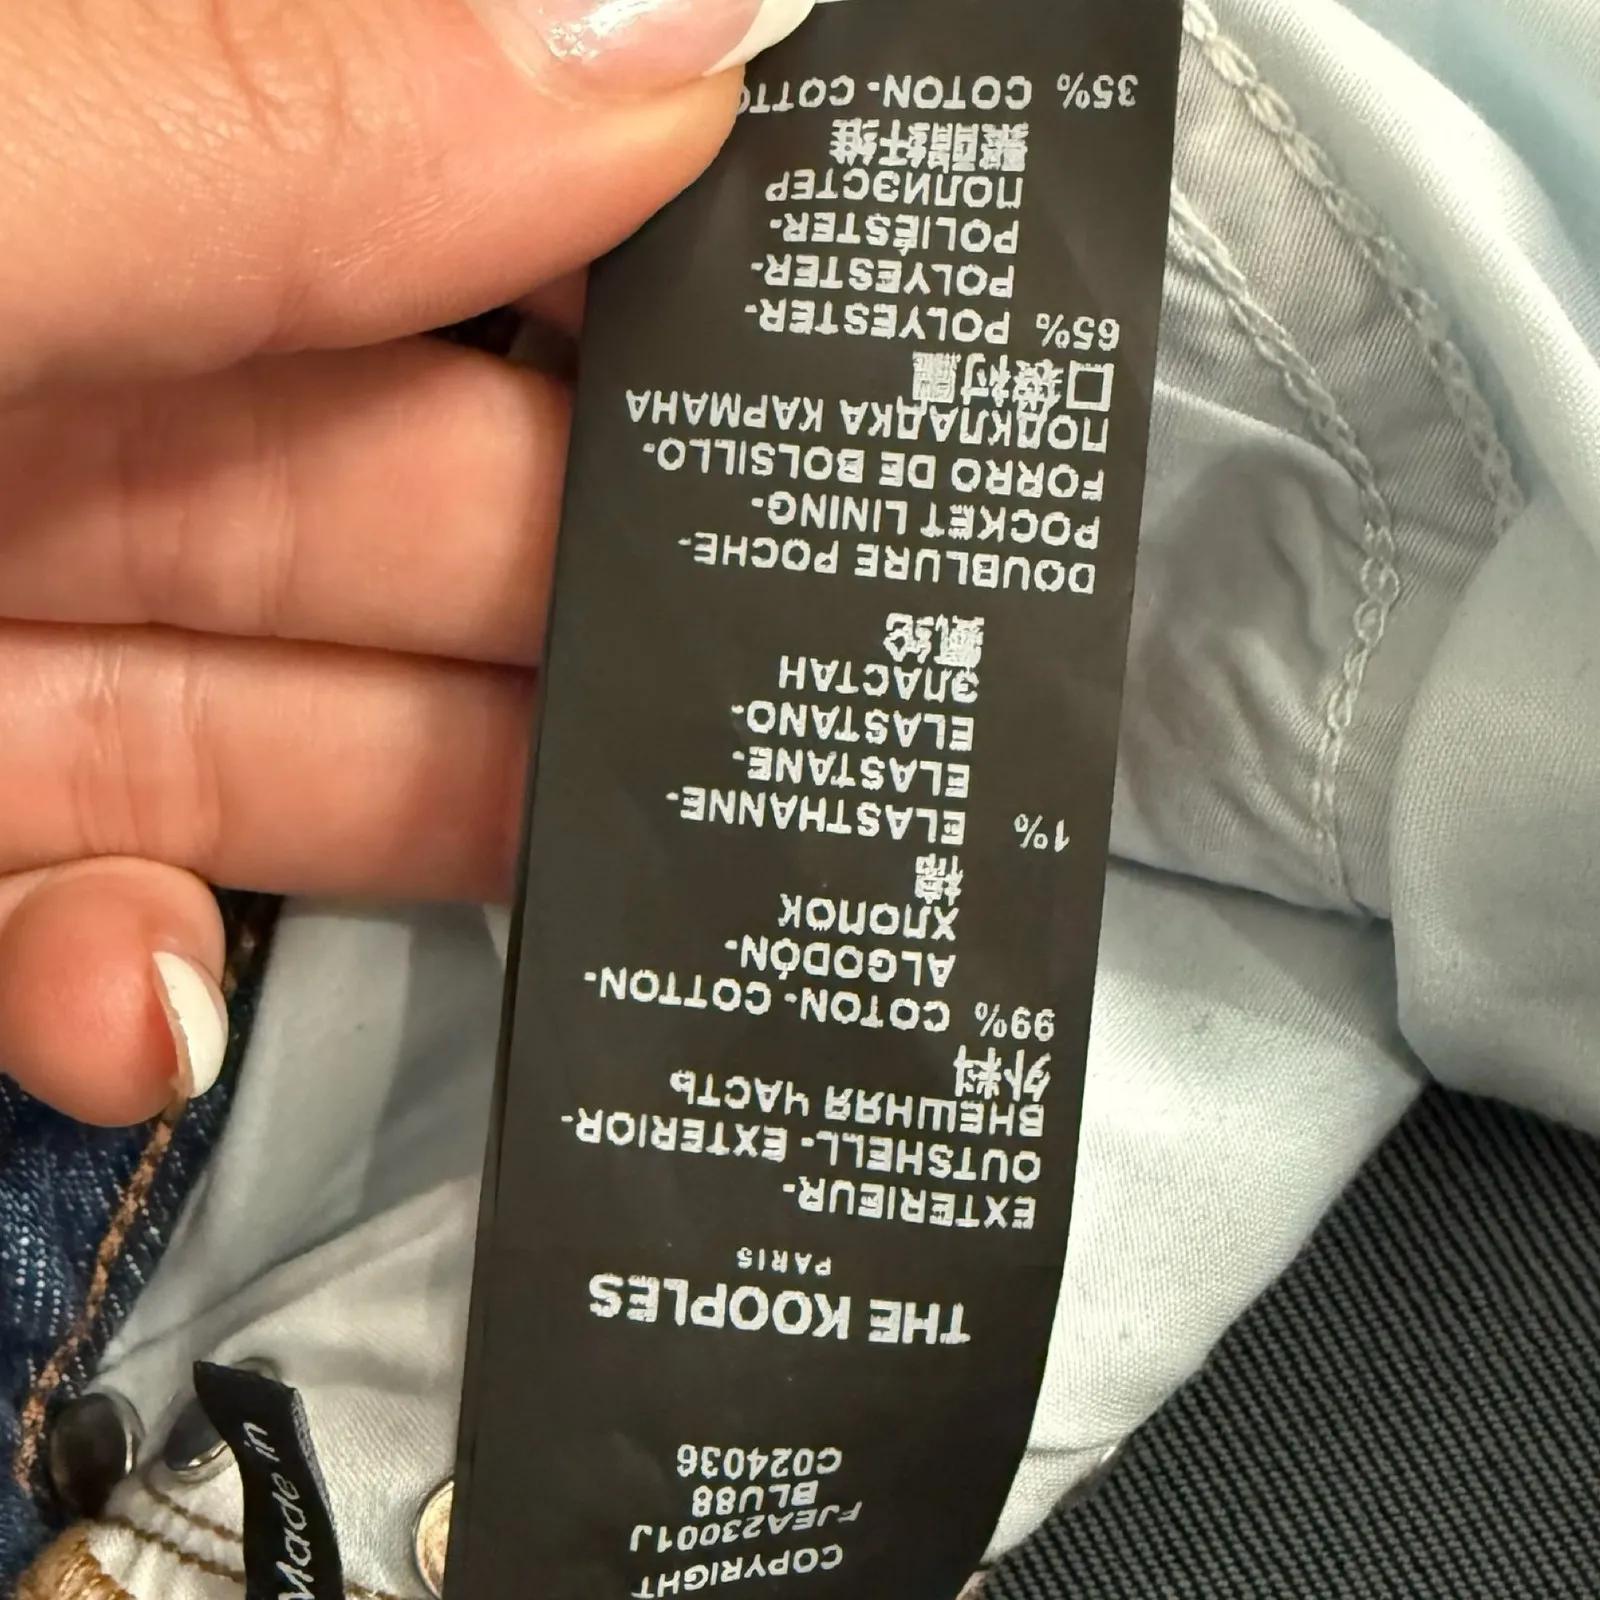 COPYRIGHT
FJEA23001J
BLU88
C024036
THE KOOPLES
PARIS
EXTERIEUR-
OUTSHELL- EXTERIOR-
ВНЕШНЯЯ ЧАСТЬ
外料
99% COTON- COTTON-
ALGODÓN-
ХЛОПОК
棉
1% ELASTHANNE-
ELASTANE-
ELASTANO-
ЭЛАСТАН
氨纶
DOUBLURE POCHE-
POCKET LINING-
FORRO DE BOLSILLO-
ПОДКЛАДКА КАРМАНА
口袋衬里
65% POLYESTER-
POLYESTER-
POLIÉSTER-
ПОЛИЭСТЕР
聚酯纤维
35% COTON- COTTO
Made in